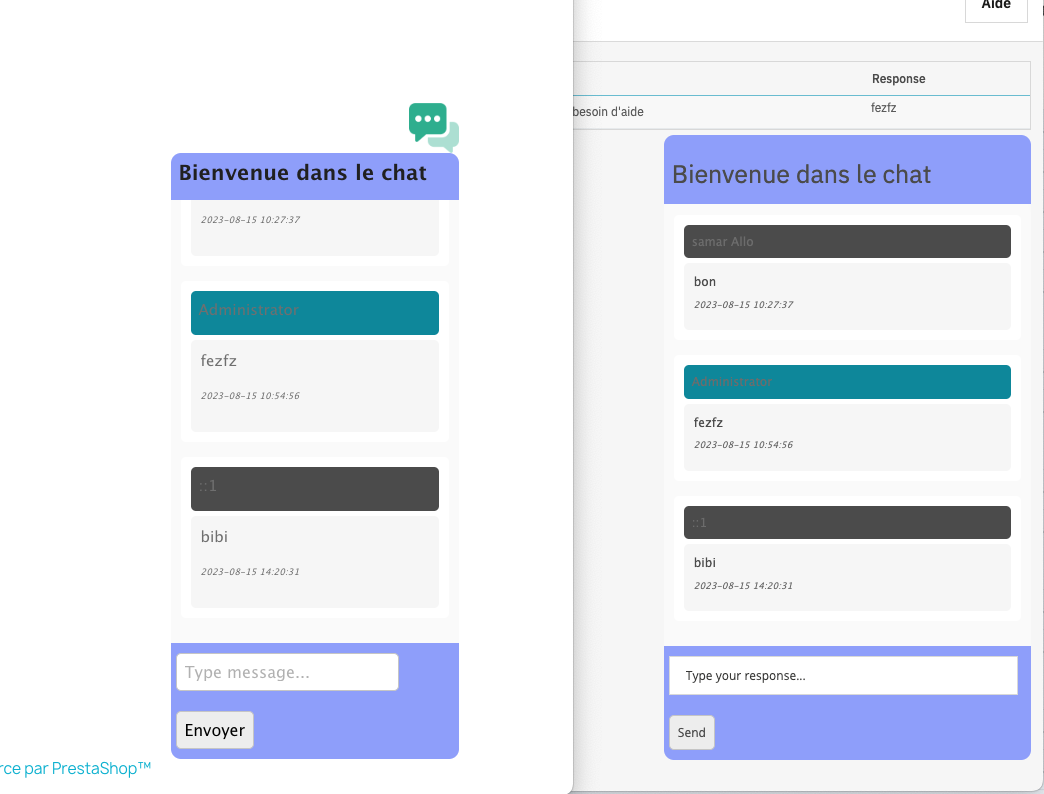 Bienvenue dans le chat
2023-08-15 10:27:37
Administrator
fezfz
2023-08-15 10:54:56
::1
bibi
2023-08-15 14:20:31
Type message...
Envoyer
rce par PrestaShop™
Aide
Response
besoin d'aide
fezfz
Bienvenue dans le chat
samar Allo
bon
2023-08-15 10:27:37
Administrator
fezfz
2023-08-15 10:54:56
::1
bibi
2023-08-15 14:20:31
Type your response...
Send